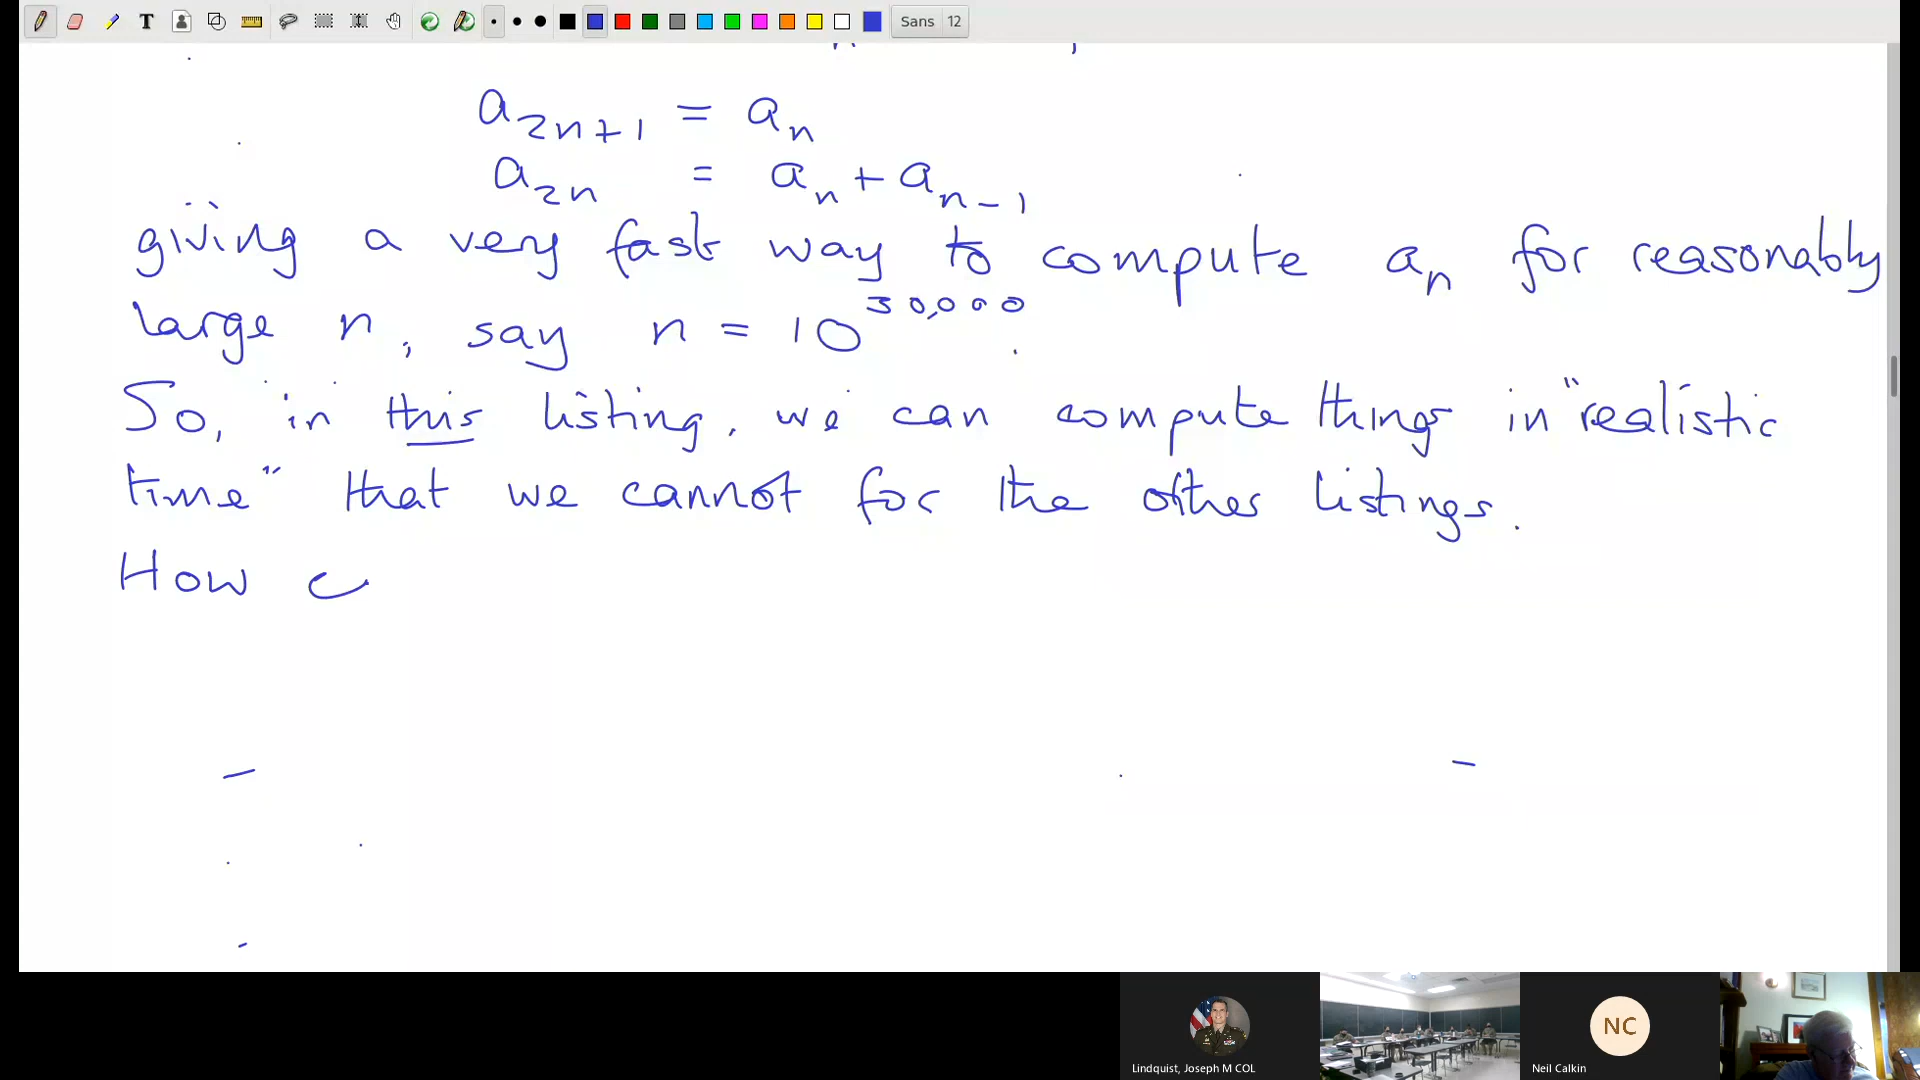 T Sans 12
a_{2n+1} = a_n
a_{2n} = a_n + a_{n-1}
giving a very fast way to compute a_n for reasonably
large n, say n = 10^{30,000}.
So, in this listing, we can compute things in "realistic
time" that we cannot for the other listings.
How c
Lindquist, Joseph M COL
NC
Neil Calkin